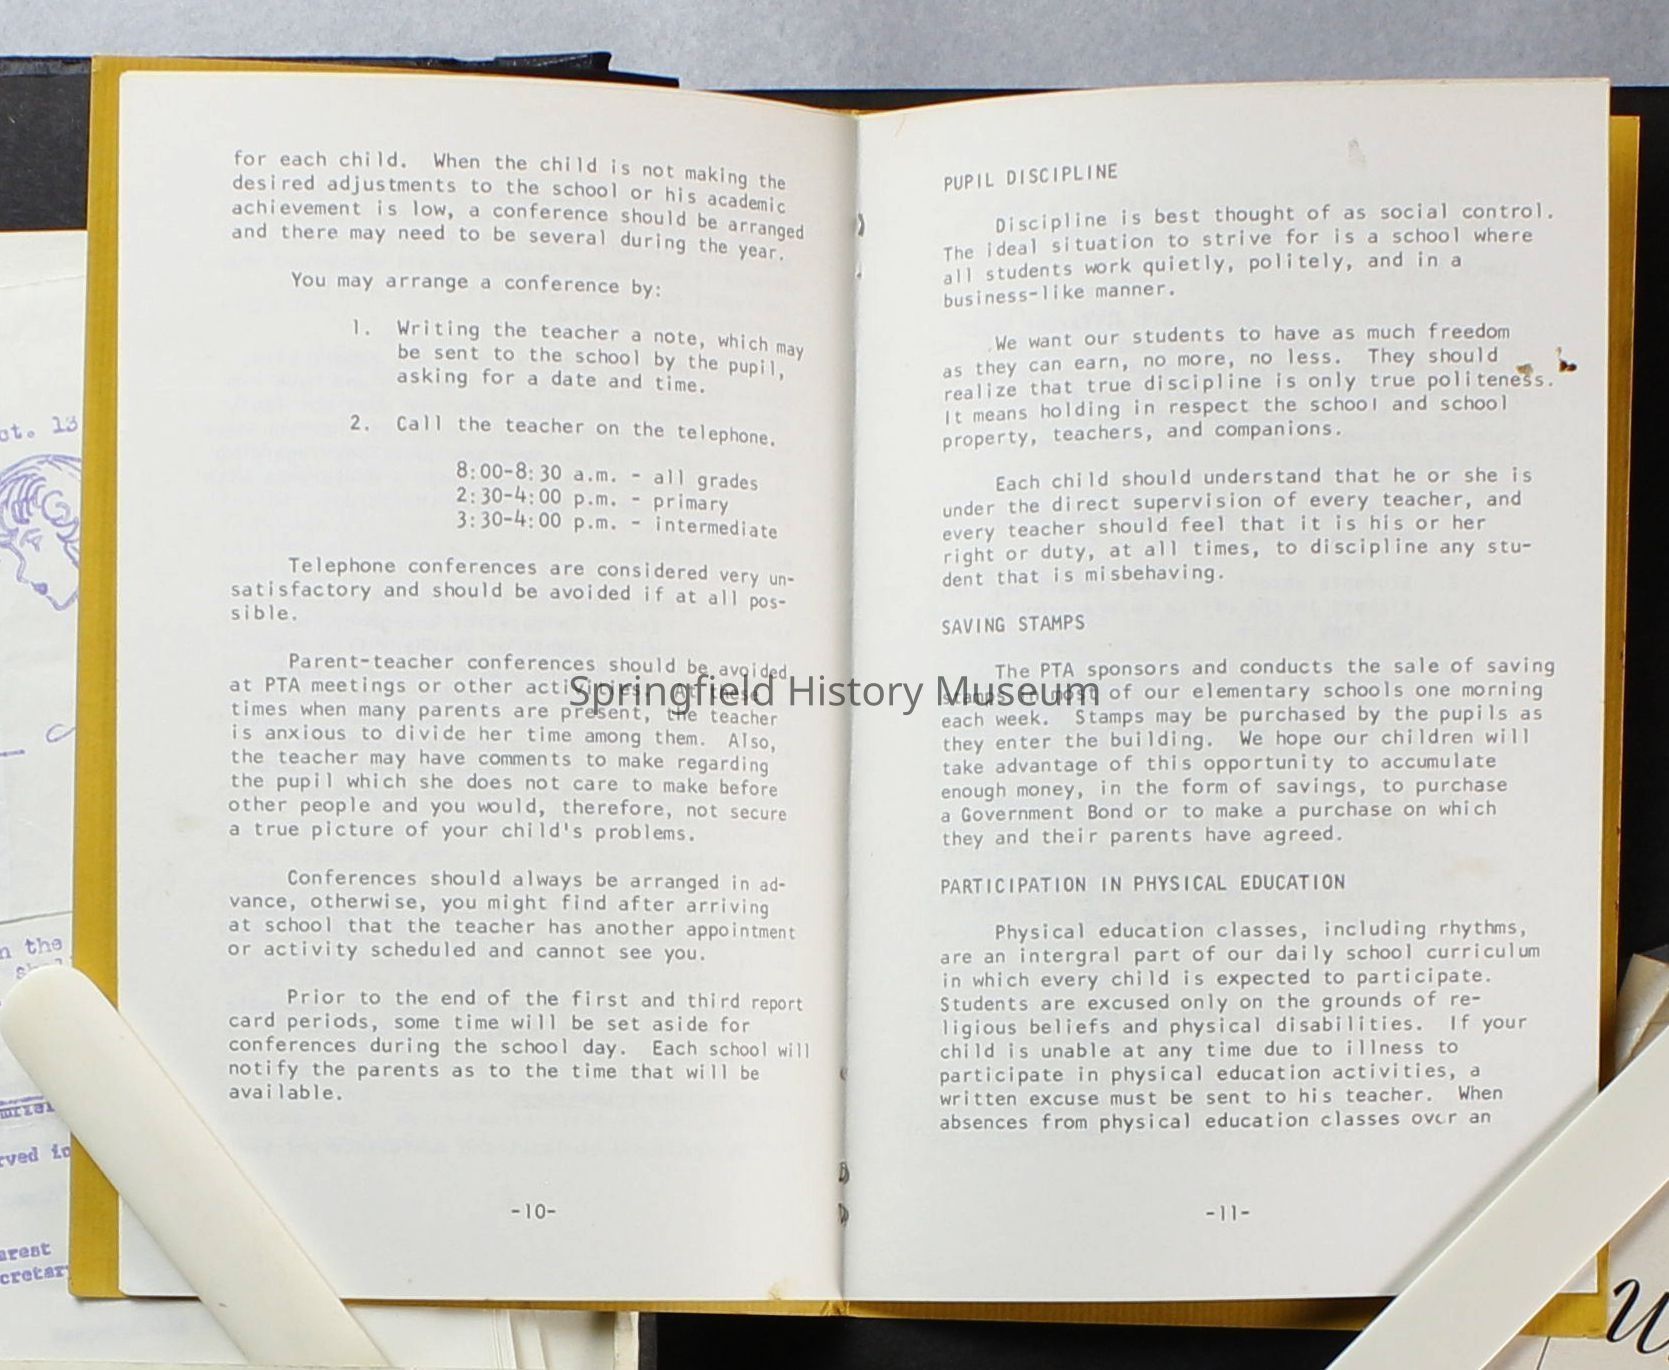 for each child. When the child is not making the
desired adjustments to the school or his academic
achievement is low, a conference should be arranged
and there may need to be several during the year.
You may arrange a conference by:
1. Writing the teacher a note, which may
be sent to the school by the pupil,
asking for a date and time.
2. Call the teacher on the telephone.
8:00-8:30 a.m. - all grades
2:30-4:00 p.m. - primary
3:30-4:00 p.m. - intermediate
Telephone conferences are considered very un-
satisfactory and should be avoided if at all pos-
sible.
Parent-teacher conferences should be avoided
at PTA meetings or other activities. At these
times when many parents are present, the teacher
is anxious to divide her time among them. Also,
the teacher may have comments to make regarding
the pupil which she does not care to make before
other people and you would, therefore, not secure
a true picture of your child's problems.
Conferences should always be arranged in ad-
vance, otherwise, you might find after arriving
at school that the teacher has another appointment
or activity scheduled and cannot see you.
Prior to the end of the first and third report
card periods, some time will be set aside for
conferences during the school day. Each school will
notify the parents as to the time that will be
available.
-10-
PUPIL DISCIPLINE
Discipline is best thought of as social control.
The ideal situation to strive for is a school where
all students work quietly, politely, and in a
business-like manner.
We want our students to have as much freedom
as they can earn, no more, no less. They should
realize that true discipline is only true politeness.
It means holding in respect the school and school
property, teachers, and companions.
Each child should understand that he or she is
under the direct supervision of every teacher, and
every teacher should feel that it is his or her
right or duty, at all times, to discipline any stu-
dent that is misbehaving.
SAVING STAMPS
The PTA sponsors and conducts the sale of saving
stamps in most of our elementary schools one morning
each week. Stamps may be purchased by the pupils as
they enter the building. We hope our children will
take advantage of this opportunity to accumulate
enough money, in the form of savings, to purchase
a Government Bond or to make a purchase on which
they and their parents have agreed.
PARTICIPATION IN PHYSICAL EDUCATION
Physical education classes, including rhythms,
are an intergral part of our daily school curriculum
in which every child is expected to participate.
Students are excused only on the grounds of re-
ligious beliefs and physical disabilities. If your
child is unable at any time due to illness to
participate in physical education activities, a
written excuse must be sent to his teacher. When
absences from physical education classes over an
-11-
Springfield History Museum
13
the